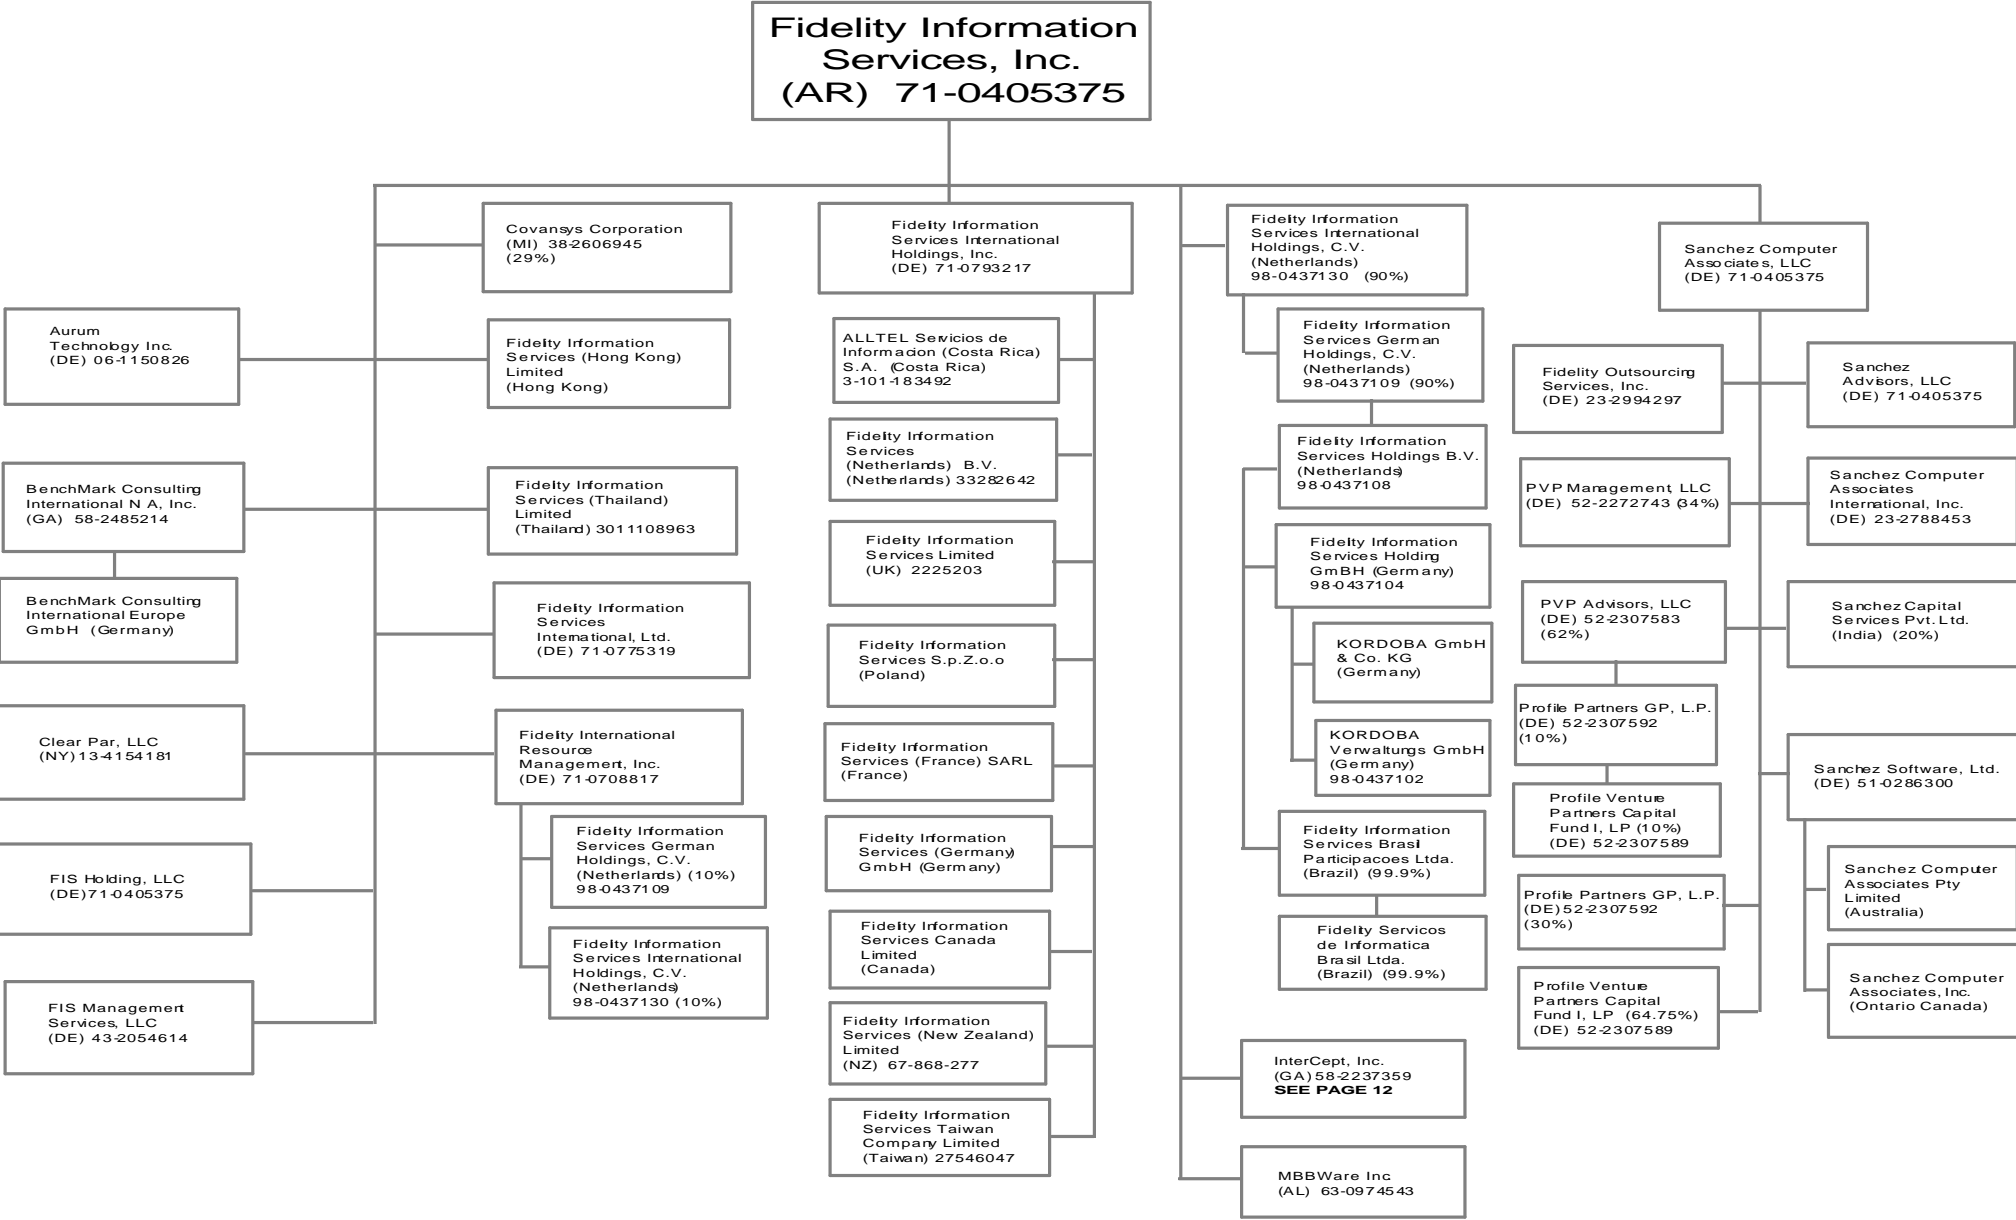 Fidelity Information
Services, Inc.
(AR) 71-0405375
Covansys Corporation
(MI) 38-2606945
(29%)
Aurum
Technology Inc.
(DE) 06-1150826
Fidelity Information
Services (Hong Kong)
Limited
(Hong Kong)
BenchMark Consulting
International N A, Inc.
(GA) 58-2485214
BenchMark Consulting
International Europe
GmbH (Germany)
Fidelity Information
Services (Thailand)
Limited
(Thailand) 3011108963
Fidelity Information
Services
International, Ltd.
(DE) 71-0775319
Clear Par, LLC
(NY) 13-4154181
Fidelity International
Resource
Management, Inc.
(DE) 71-0708817
Fidelity Information
Services German
Holdings, C.V.
(Netherlands) (10%)
98-0437109
Fidelity Information
Services International
Holdings, C.V.
(Netherlands)
98-0437130 (10%)
FIS Holding, LLC
(DE) 71-0405375
FIS Management
Services, LLC
(DE) 43-2054614
Fidelity Information
Services International
Holdings, Inc.
(DE) 71-0793217
ALLTEL Servicios de
Informacion (Costa Rica)
S.A. (Costa Rica)
3-101-183492
Fidelity Information
Services
(Netherlands) B.V.
(Netherlands) 33282642
Fidelity Information
Services Limited
(UK) 2225203
Fidelity Information
Services S.p.Z.o.o
(Poland)
Fidelity Information
Services (France) SARL
(France)
Fidelity Information
Services (Germany)
GmbH (Germany)
Fidelity Information
Services Canada
Limited
(Canada)
Fidelity Information
Services (New Zealand)
Limited
(NZ) 67-868-277
Fidelity Information
Services Taiwan
Company Limited
(Taiwan) 27546047
Fidelity Information
Services International
Holdings, C.V.
(Netherlands)
98-0437130 (90%)
Fidelity Information
Services German
Holdings, C.V.
(Netherlands)
98-0437109 (90%)
Fidelity Information
Services Holdings B.V.
(Netherlands)
98-0437108
Fidelity Information
Services Holding
GmBH (Germany)
98-0437104
KORDOBA GmbH
& Co. KG
(Germany)
KORDOBA
Verwaltungs GmbH
(Germany)
98-0437102
Fidelity Information
Services Brasil
Participacoes Ltda.
(Brazil) (99.9%)
Fidelity Servicos
de Informatica
Brasil Ltda.
(Brazil) (99.9%)
InterCept, Inc.
(GA) 58-2237359
SEE PAGE 12
MBBWare Inc.
(AL) 63-0974543
Sanchez Computer
Associates, LLC
(DE) 71-0405375
Fidelity Outsourcing
Services, Inc.
(DE) 23-2994297
Sanchez
Advisors, LLC
(DE) 71-0405375
PVP Management, LLC
(DE) 52-2272743 (34%)
Sanchez Computer
Associates
International, Inc.
(DE) 23-2788453
PVP Advisors, LLC
(DE) 52-2307583
(62%)
Sanchez Capital
Services Pvt. Ltd.
(India) (20%)
Profile Partners GP, L.P.
(DE) 52-2307592
(10%)
Profile Venture
Partners Capital
Fund I, LP (10%)
(DE) 52-2307589
Sanchez Software, Ltd.
(DE) 51-0286300
Sanchez Computer
Associates Pty
Limited
(Australia)
Sanchez Computer
Associates, Inc.
(Ontario Canada)
Profile Partners GP, L.P.
(DE) 52-2307592
(30%)
Profile Venture
Partners Capital
Fund I, LP (64.75%)
(DE) 52-2307589